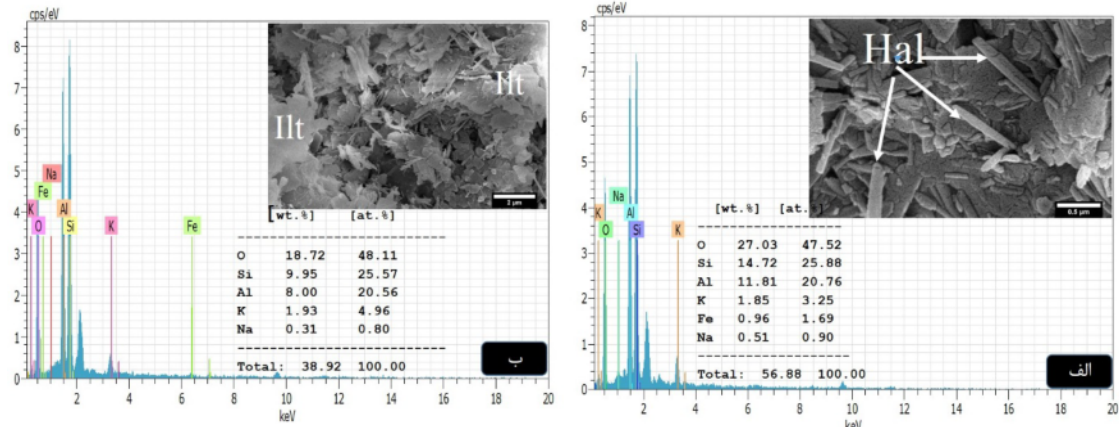 cps/eV
8
7
6
5
4
3
2
1
0
Na
Fe
K
Al
O
Si
K
Fe
Ilt
Ilt
2 µm
[wt.%] [at.%]
O 18.72 48.11
Si 9.95 25.57
Al 8.00 20.56
K 1.93 4.96
Na 0.31 0.80
Total: 38.92 100.00
ب
2 4 6 8 10 12 14 16 18 20
keV
cps/eV
8
7
6
5
4
3
2
1
0
Na
K
Al
O
Si
K
Hal
0.5 µm
[wt.%] [at.%]
O 27.03 47.52
Si 14.72 25.88
Al 11.81 20.76
K 1.85 3.25
Fe 0.96 1.69
Na 0.51 0.90
Total: 56.88 100.00
الف
2 4 6 8 10 12 14 16 18 20
keV